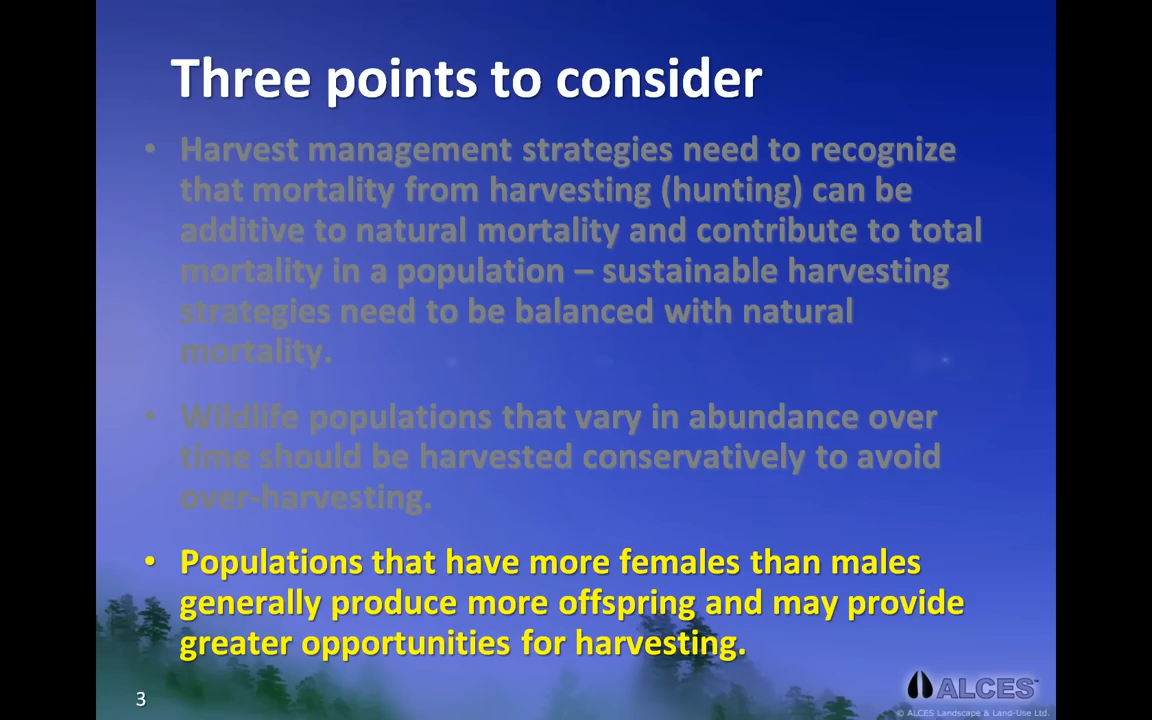 Three points to consider
• Harvest management strategies need to recognize
that mortality from harvesting (hunting) can be
additive to natural mortality and contribute to total
mortality in a population – sustainable harvesting
strategies need to be balanced with natural
mortality.
• Wildlife populations that vary in abundance over
time should be harvested conservatively to avoid
over-harvesting.
• Populations that have more females than males
generally produce more offspring and may provide
greater opportunities for harvesting.
3
ALCES™
© ALCES Landscape & Land-Use Ltd.